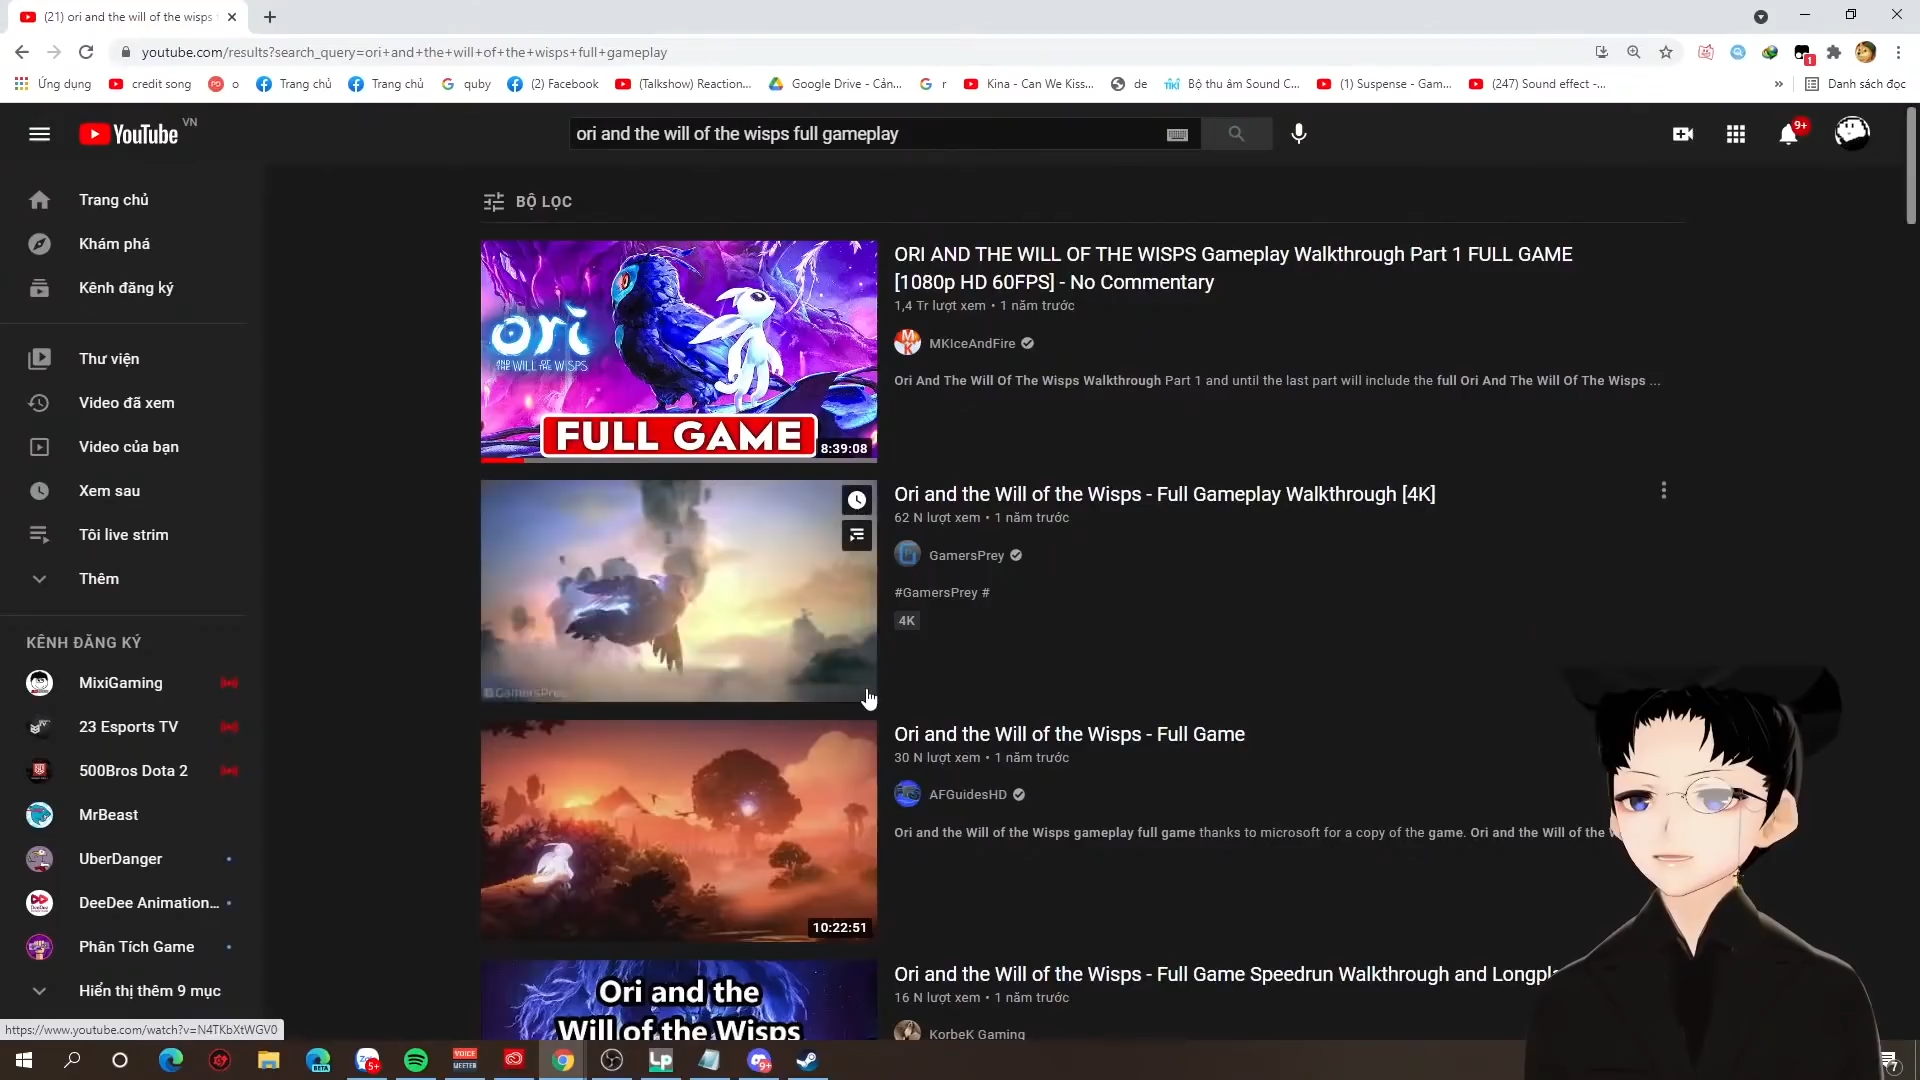 (21) ori and the will of the wisps
youtube.com/results?search_query=ori+and+the+will+of+the+wisps+full+gameplay
1
Ứng dụng
credit song
o
Trang chủ
Trang chủ
quby
(2) Facebook
(Talkshow) Reaction...
Google Drive - Cần...
r
Kina - Can We Kiss...
de
TIKI
Bộ thu âm Sound C...
(1) Suspense - Gam...
(247) Sound effect -...
»
Danh sách đọc
YouTube VN
ori and the will of the wisps full gameplay
9+
Trang chủ
Khám phá
Kênh đăng ký
Thư viện
Video đã xem
Video của bạn
Xem sau
Tôi live strim
Thêm
KÊNH ĐĂNG KÝ
MixiGaming
23 Esports TV
500Bros Dota 2
MrBeast
UberDanger
DeeDee Animation...
Phân Tích Game
Hiển thị thêm 9 mục
https://www.youtube.com/watch?v=N4TKbXtWGV0
BỘ LỌC
ori
AND THE WILL OF THE WISPS
FULL GAME
8:39:08
ORI AND THE WILL OF THE WISPS Gameplay Walkthrough Part 1 FULL GAME
[1080p HD 60FPS] - No Commentary
1,4 Tr lượt xem • 1 năm trước
MKIceAndFire
Ori And The Will Of The Wisps Walkthrough Part 1 and until the last part will include the full Ori And The Will Of The Wisps ...
GamersPrey
Ori and the Will of the Wisps - Full Gameplay Walkthrough [4K]
62 N lượt xem • 1 năm trước
GamersPrey
#GamersPrey #
4K
10:22:51
Ori and the Will of the Wisps - Full Game
30 N lượt xem • 1 năm trước
AFGuidesHD
Ori and the Will of the Wisps gameplay full game thanks to microsoft for a copy of the game. Ori and the Will of the
Ori and the
Will of the Wisps
Ori and the Will of the Wisps - Full Game Speedrun Walkthrough and Longpl
16 N lượt xem • 1 năm trước
KorbeK Gaming
BETA
Zalo
5+
VOICE
MEETER
Lp
9+
7